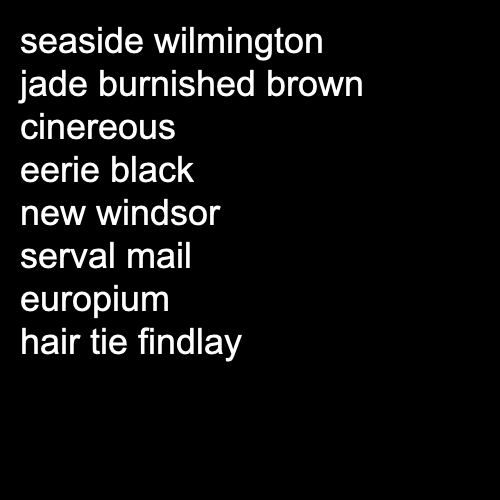 seaside wilmington
jade burnished brown
cinereous
eerie black
new windsor
serval mail
europium
hair tie findlay